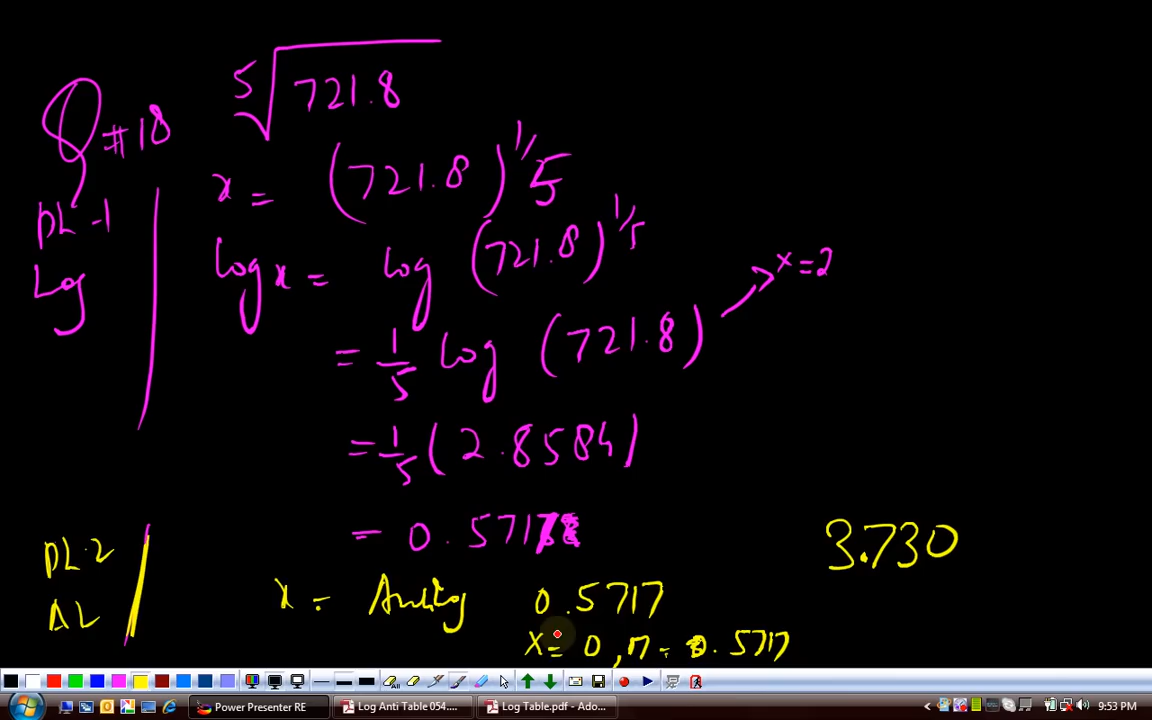 5√721.8
Q #18
x = (721.8)^1/5
DL-1
Log
log x = log (721.8)^1/5
= 1/5 log (721.8) → x = 2
= 1/5 (2.8584)
= 0.5717
3.730
DL-2
AL
x = Antilog 0.5717
x = 0, M = 0.5717
Power Presenter RE
Log Anti Table 054....
Log Table.pdf - Ado...
9:53 PM